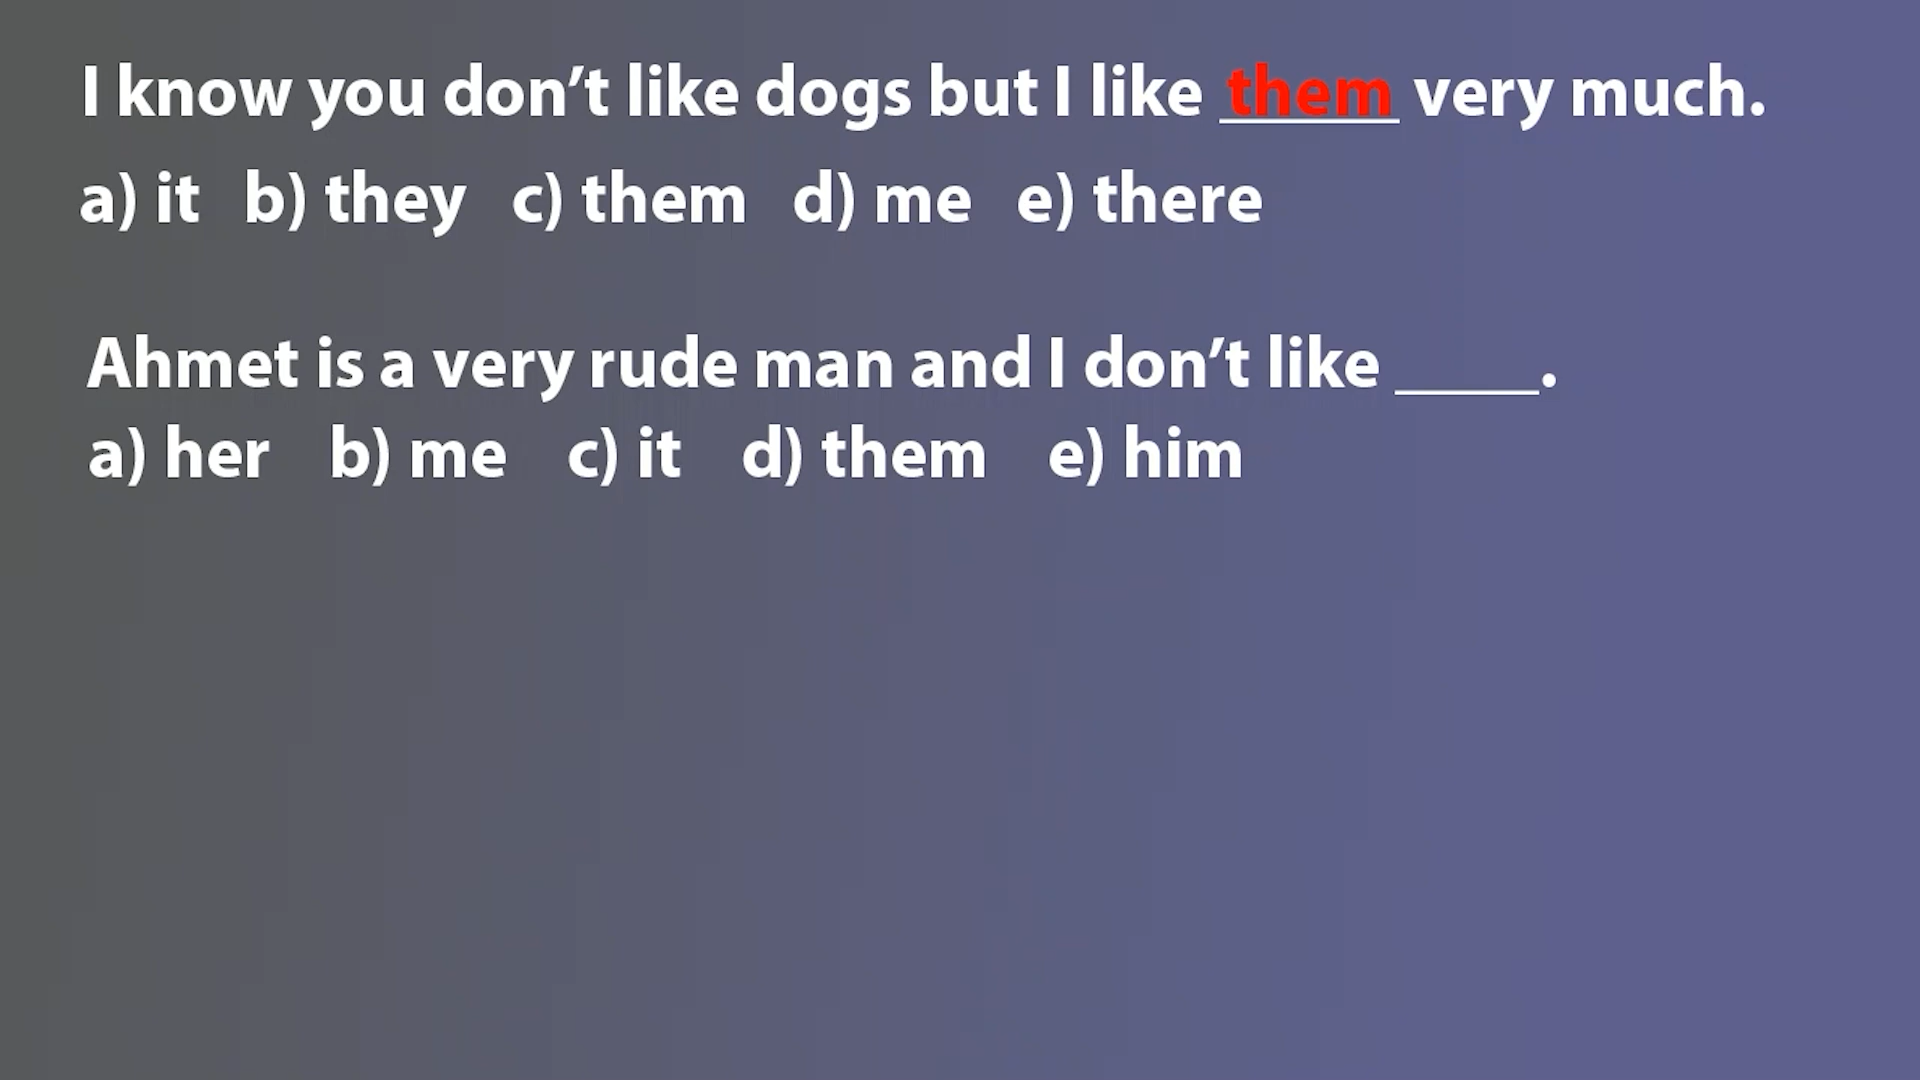 I know you don’t like dogs but I like them very much.
a) it b) they c) them d) me e) there
Ahmet is a very rude man and I don’t like ____.
a) her b) me c) it d) them e) him